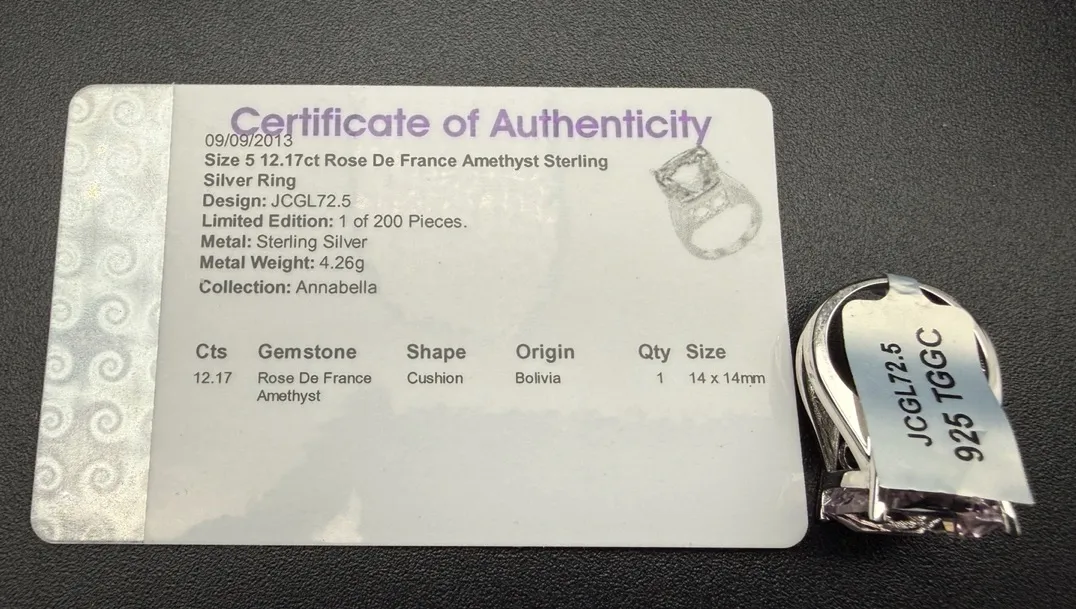 Certificate of Authenticity
09/09/2013
Size 5 12.17ct Rose De France Amethyst Sterling
Silver Ring
Design: JCGL72.5
Limited Edition: 1 of 200 Pieces.
Metal: Sterling Silver
Metal Weight: 4.26g
Collection: Annabella
Cts Gemstone Shape Origin Qty Size
12.17 Rose De France Cushion Bolivia 1 14 x 14mm
Amethyst
JCGL72.5
925 TGGC